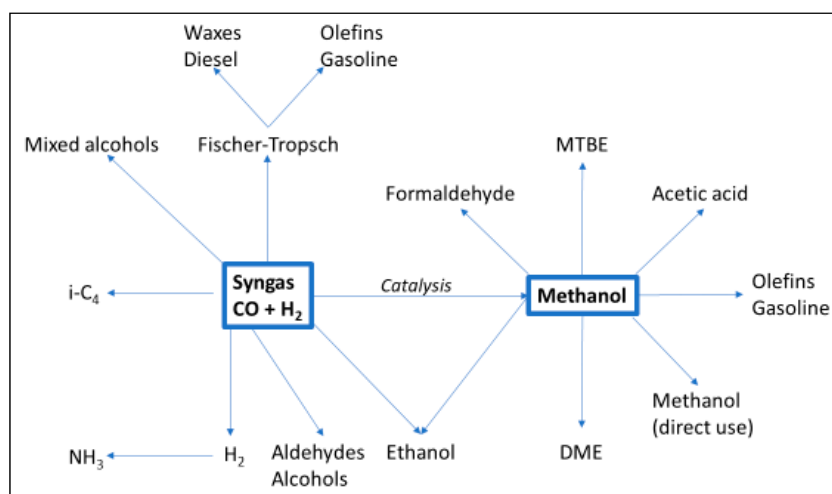 Waxes
Diesel
Olefins
Gasoline
Mixed alcohols
Fischer-Tropsch
MTBE
Formaldehyde
Acetic acid
Syngas
CO + H₂
Catalysis
Methanol
i-C₄
Olefins
Gasoline
Methanol
(direct use)
NH₃
H₂
Aldehydes
Alcohols
Ethanol
DME